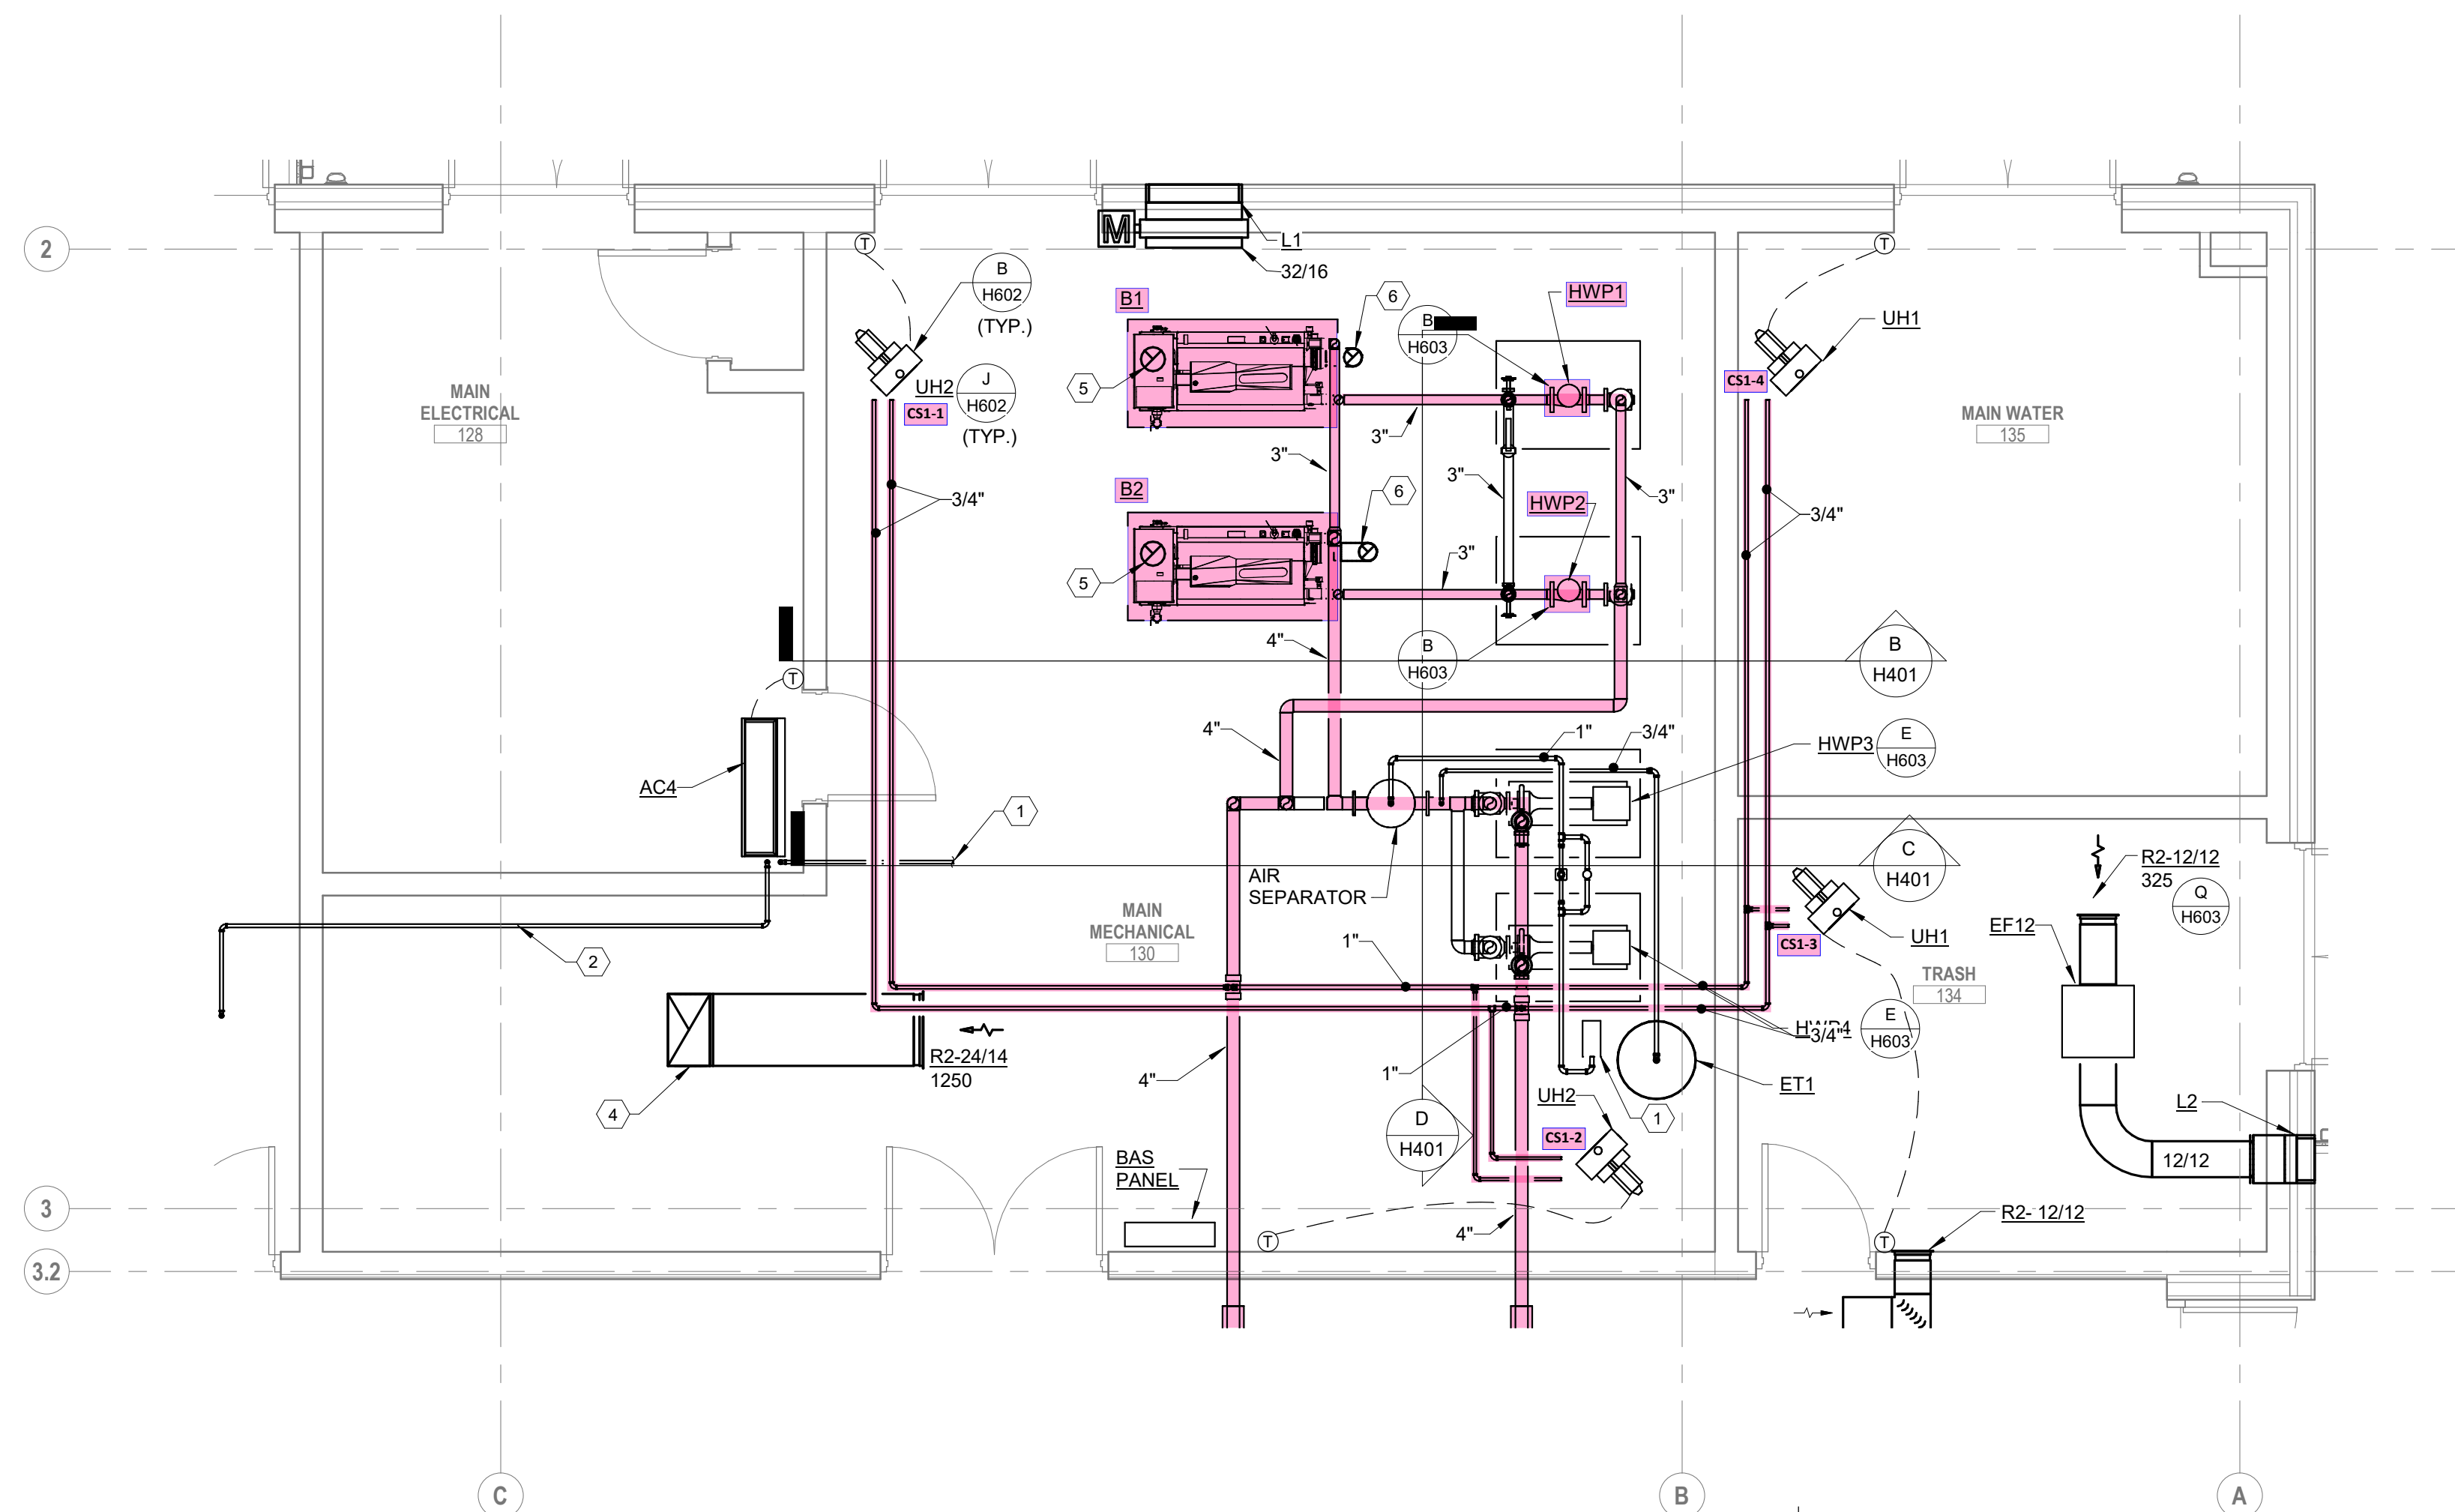 2
M
L1
32/16
B
H602
(TYP.)
B1
6
B
H603
HWP1
UH1
5
UH2
CS1-1
J
H602
(TYP.)
CS1-4
MAIN
ELECTRICAL
128
MAIN WATER
135
3"
3"
3"
3"
3/4"
B2
6
HWP2
3/4"
5
3"
4"
B
H603
B
H401
T
T
T
4"
1"
3/4"
HWP3
E
H603
AC4
1
AIR
SEPARATOR
C
H401
R2-12/12
325
Q
H603
MAIN
MECHANICAL
130
1"
CS1-3
UH1
EF12
2
TRASH
134
3/4"
E
H603
R2-24/14
1250
4"
1"
UH2
ET1
4
D
H401
1
CS1-2
L2
BAS
PANEL
12/12
3
4"
T
T
R2- 12/12
3.2
C
B
A